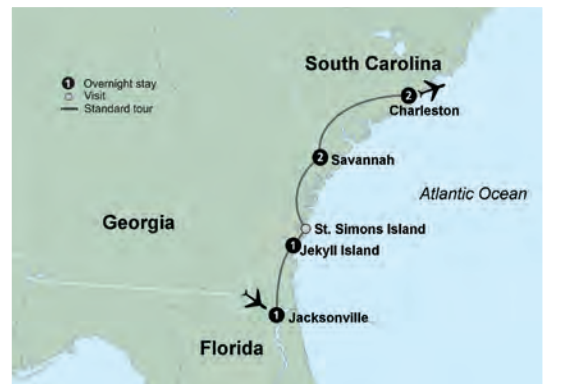 South Carolina
1 Overnight stay
Visit
Standard tour
2
Charleston
2 Savannah
Atlantic Ocean
Georgia
St. Simons Island
1 Jekyll Island
1 Jacksonville
Florida